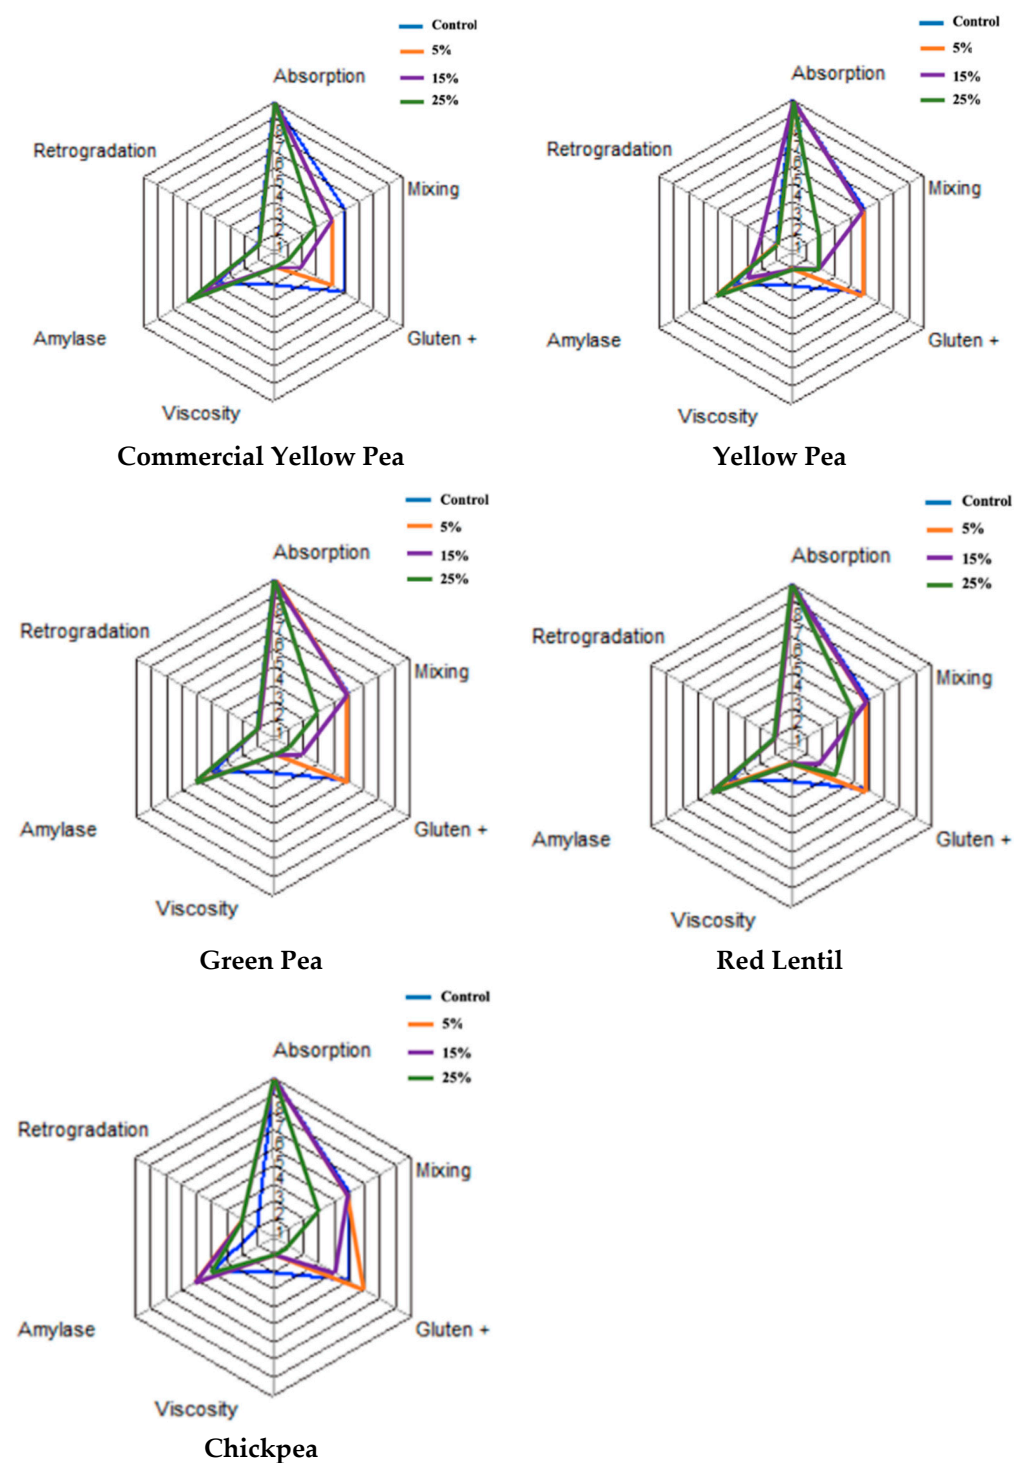 Control
5%
15%
25%
Absorption
Retrogradation
Mixing
Amylase
Gluten +
Viscosity
Commercial Yellow Pea
Control
5%
15%
25%
Absorption
Retrogradation
Mixing
Amylase
Gluten +
Viscosity
Yellow Pea
Control
5%
15%
25%
Absorption
Retrogradation
Mixing
Amylase
Gluten +
Viscosity
Green Pea
Control
5%
15%
25%
Absorption
Retrogradation
Mixing
Amylase
Gluten +
Viscosity
Red Lentil
Control
5%
15%
25%
Absorption
Retrogradation
Mixing
Amylase
Gluten +
Viscosity
Chickpea